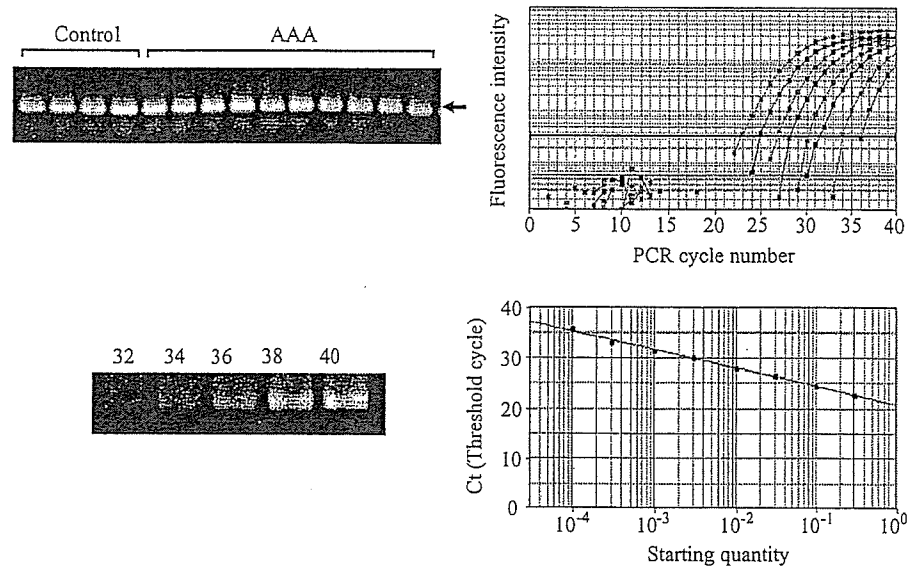 Control AAA
Fluorescence intensity
0 5 10 15 20 25 30 35 40
PCR cycle number
32 34 36 38 40
Ct (Threshold cycle)
40
30
20
10
0
10-4 10-3 10-2 10-1 100
Starting quantity